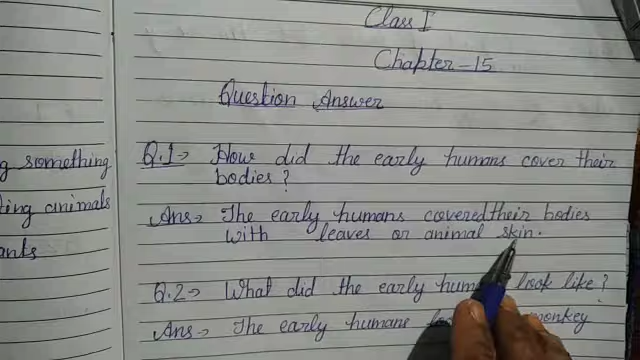 Class I
Chapter - 15
Question Answer
g something
ting animals
ants
Q.1→ How did the early humans cover their
bodies?
Ans→ The early humans covered their bodies
with leaves or animal skin.
Q.2→ What did the early hum look like?
Ans→ The early humans monkey